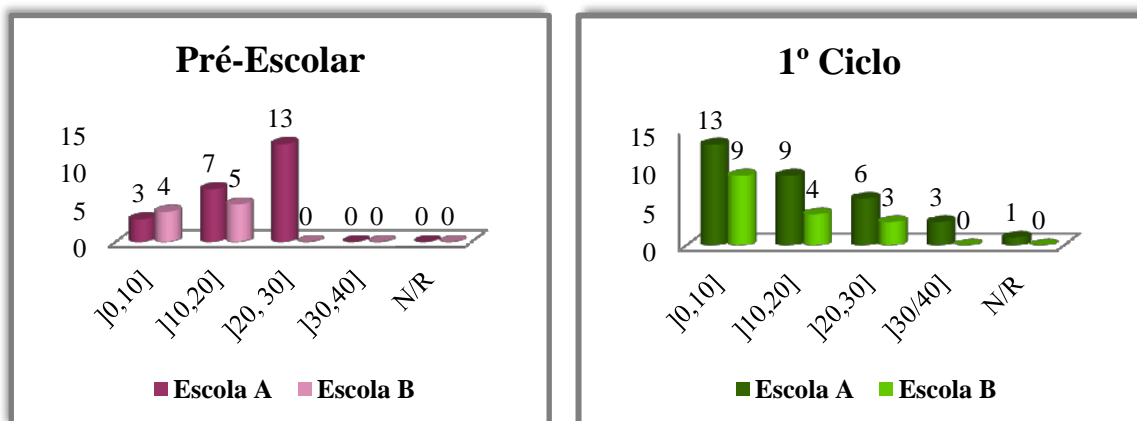 Pré-Escolar
15
10
5
0
3 4 7 5 13 0 0 0 0 0
]0,10] ]10,20] ]20,30] ]30,40] N/R
Escola A Escola B
1º Ciclo
15
10
5
0
13 9 9 4 6 3 3 0 1 0
]0,10] ]10,20] ]20,30] ]30/40] N/R
Escola A Escola B